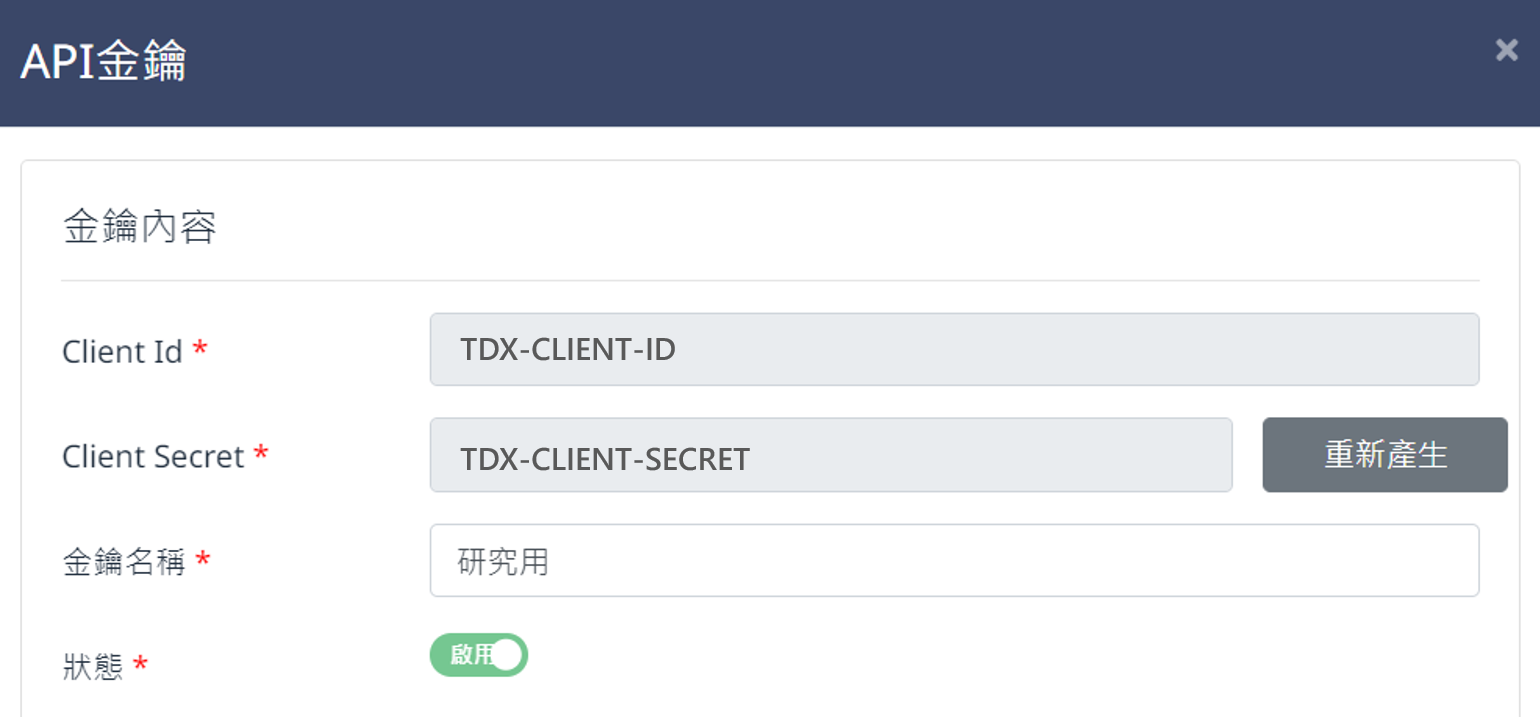 API金鑰
×
金鑰內容
Client Id *
TDX-CLIENT-ID
Client Secret *
TDX-CLIENT-SECRET
重新產生
金鑰名稱 *
研究用
狀態 *
啟用